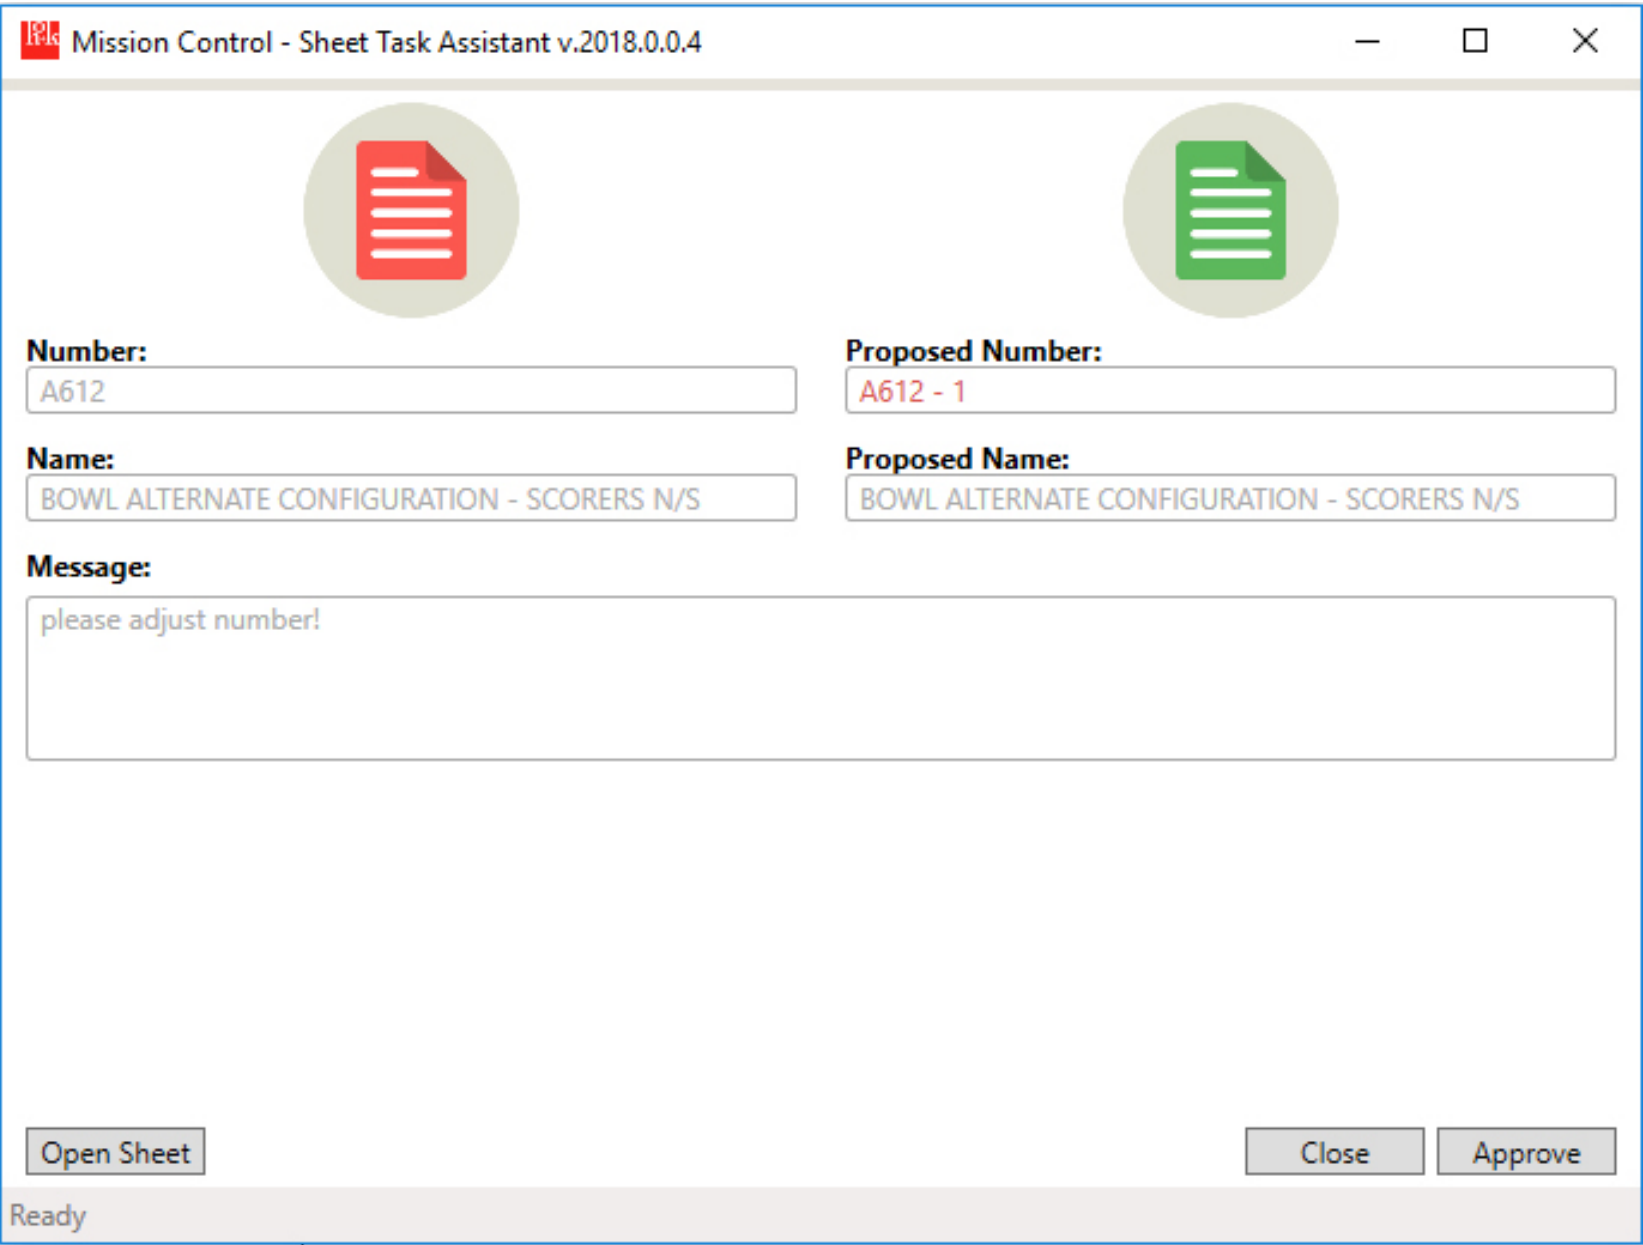 Mission Control - Sheet Task Assistant v.2018.0.0.4
Number:
A612
Proposed Number:
A612 - 1
Name:
BOWL ALTERNATE CONFIGURATION - SCORERS N/S
Proposed Name:
BOWL ALTERNATE CONFIGURATION - SCORERS N/S
Message:
please adjust number!
Open Sheet
Close
Approve
Ready